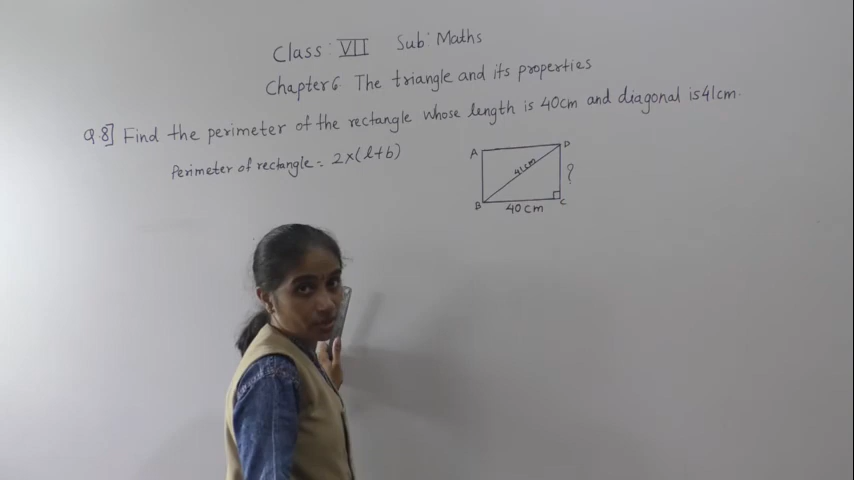 Class: VII Sub: Maths
Chapter 6 The triangle and its properties
Q.8] Find the perimeter of the rectangle whose length is 40cm and diagonal is 41cm.
Perimeter of rectangle = 2×(l+b)
A D
41cm
?
B C
40 cm